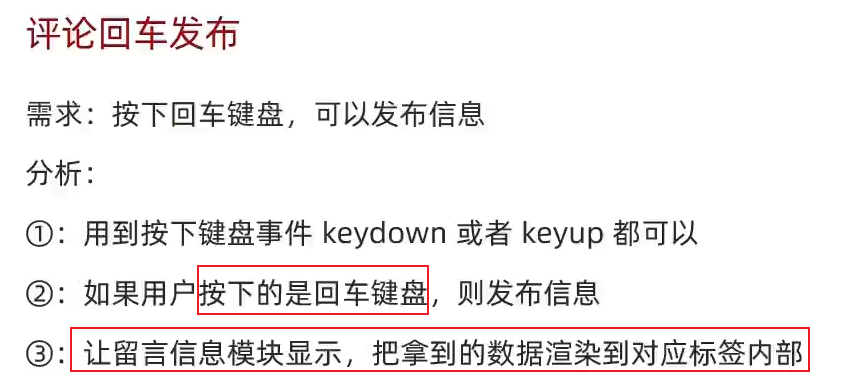 评论回车发布
需求：按下回车键盘，可以发布信息
分析：
①：用到按下键盘事件 keydown 或者 keyup 都可以
②：如果用户按下的是回车键盘，则发布信息
③：让留言信息模块显示，把拿到的数据渲染到对应标签内部